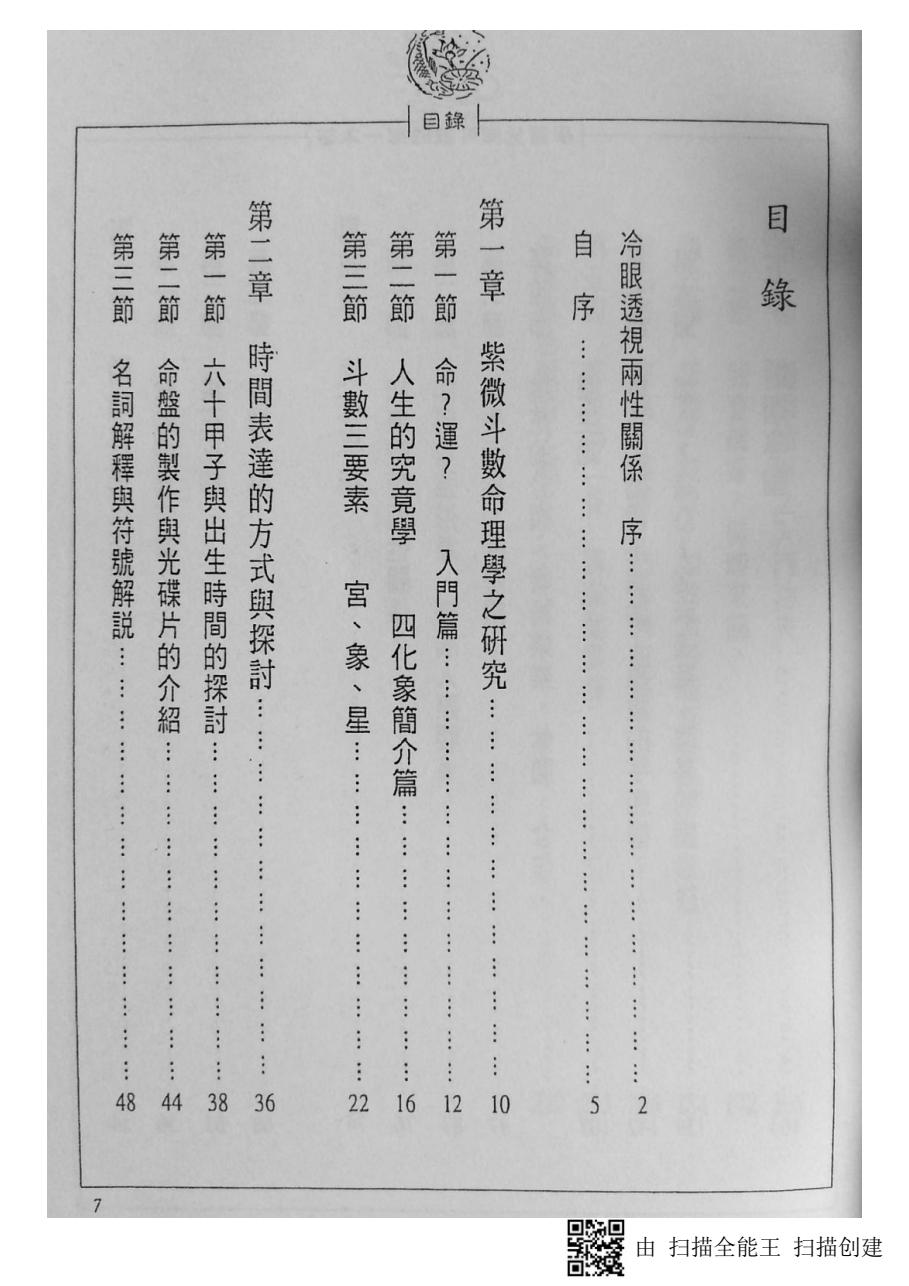 目錄
目錄
冷眼透視兩性關係　序…………………………………2
自　序…………………………………5
第一章　紫微斗數命理學之研究…………………………………10
第一節　命？運？　入門篇…………………………………12
第二節　人生的究竟學　四化象簡介篇…………………………………16
第三節　斗數三要素　宮、象、星…………………………………22
第二章　時間表達的方式與探討…………………………………36
第一節　六十甲子與出生時間的探討…………………………………38
第二節　命盤的製作與光碟片的介紹…………………………………44
第三節　名詞解釋與符號解說…………………………………48
7
由 扫描全能王 扫描创建